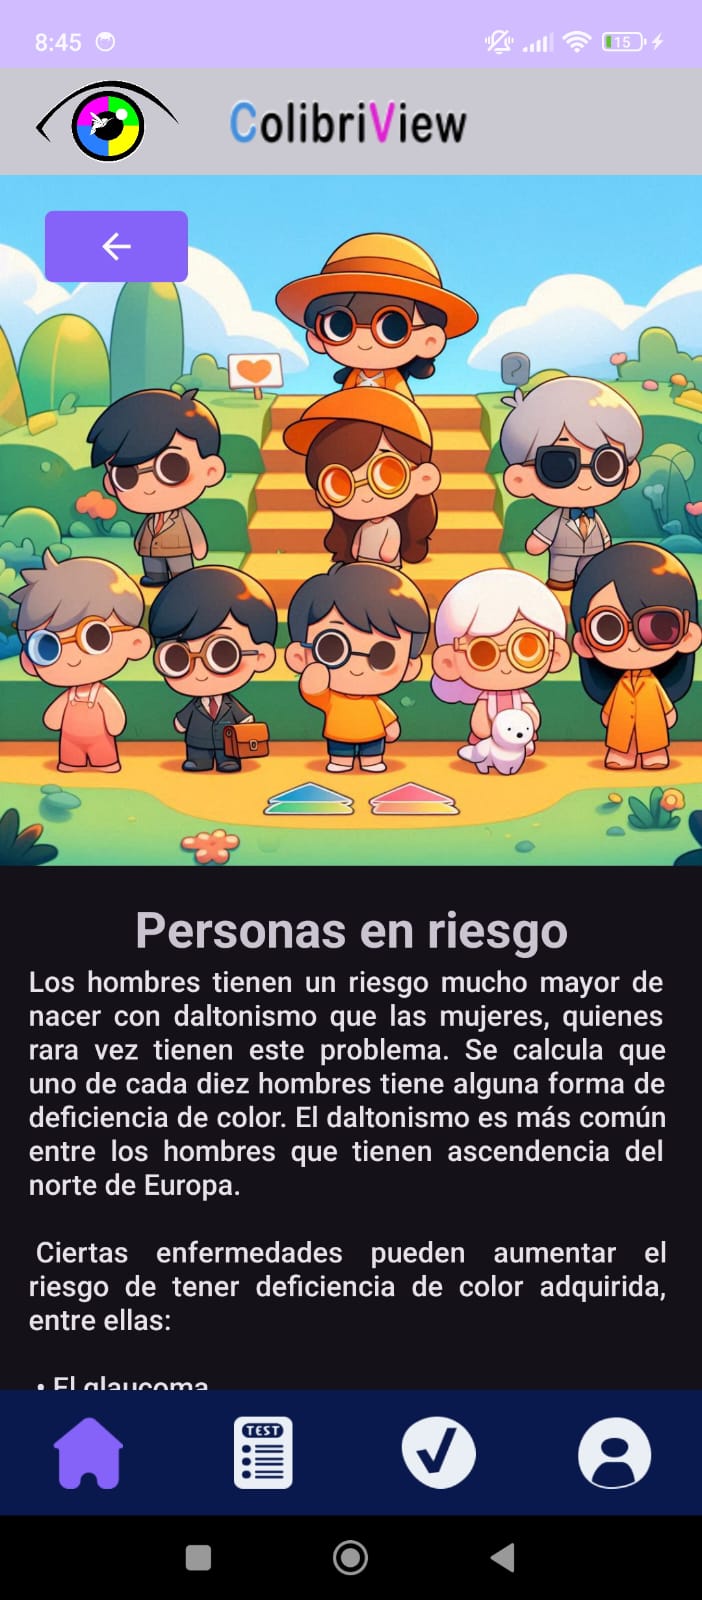 8:45
15
ColibriView
Personas en riesgo
Los hombres tienen un riesgo mucho mayor de
nacer con daltonismo que las mujeres, quienes
rara vez tienen este problema. Se calcula que
uno de cada diez hombres tiene alguna forma de
deficiencia de color. El daltonismo es más común
entre los hombres que tienen ascendencia del
norte de Europa.
Ciertas enfermedades pueden aumentar el
riesgo de tener deficiencia de color adquirida,
entre ellas:
• El glaucoma
TEST